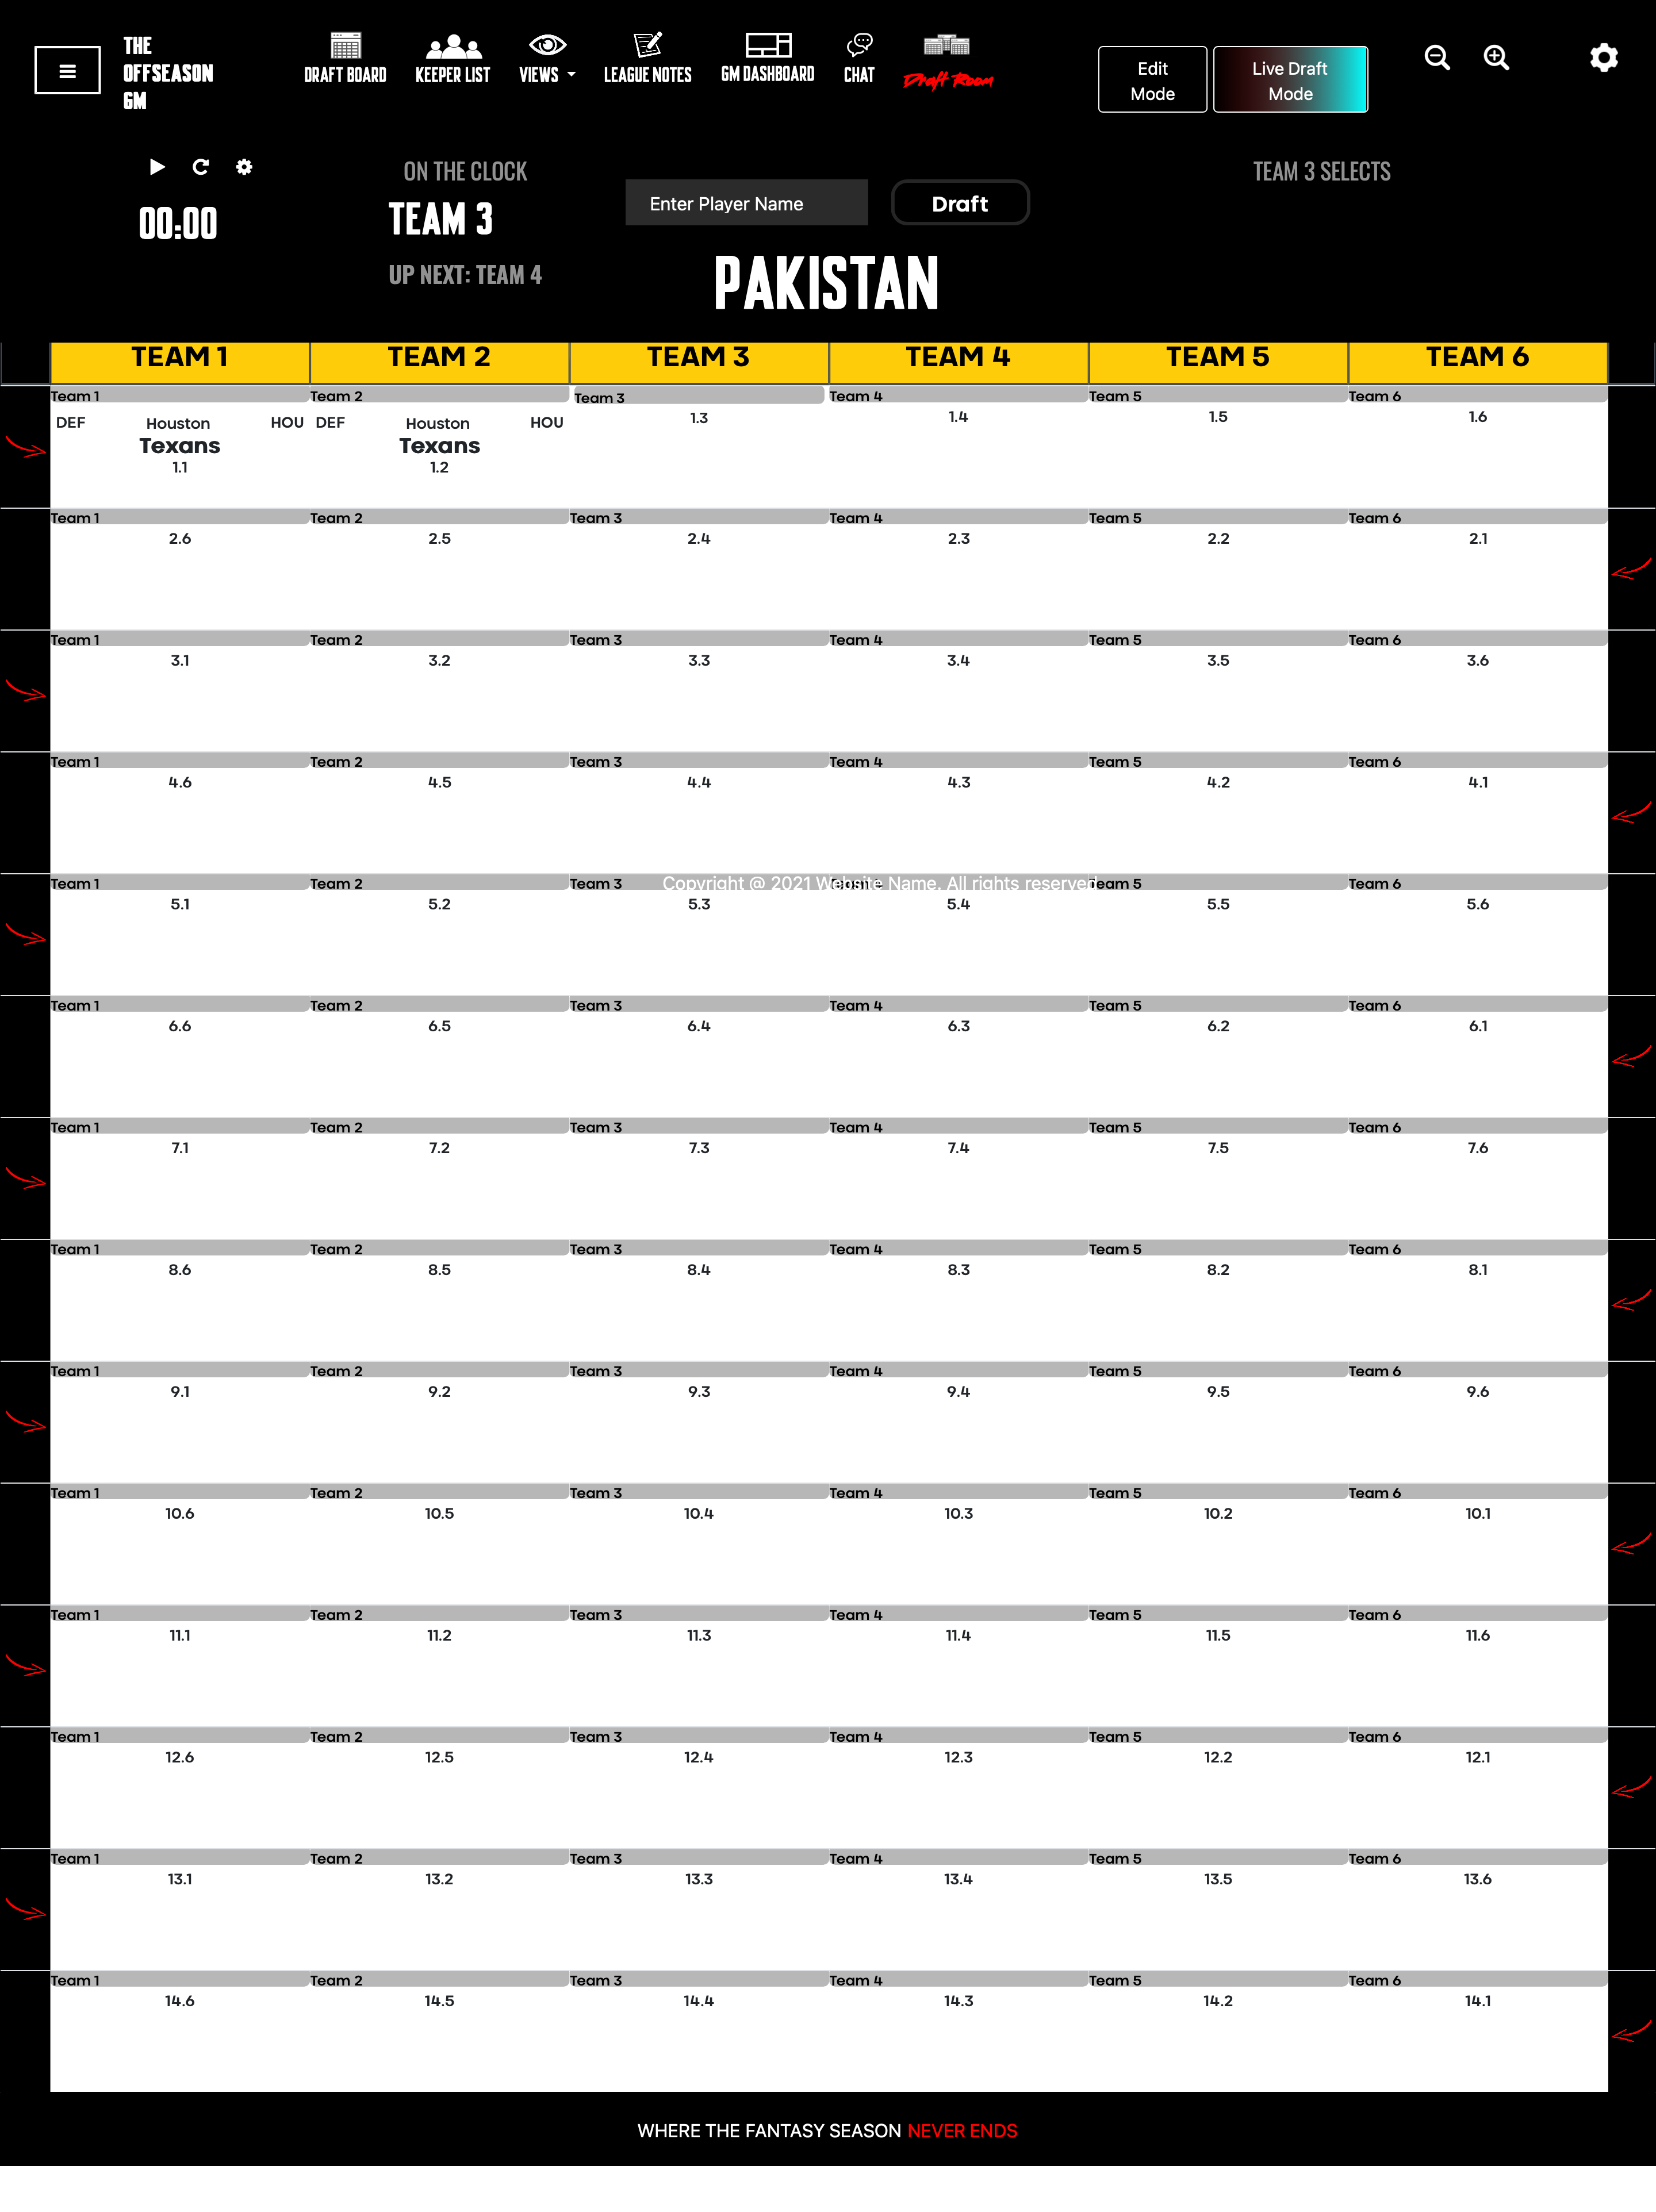 THE
OFFSEASON
GM
DRAFT BOARD
KEEPER LIST
VIEWS
LEAGUE NOTES
GM DASHBOARD
CHAT
Draft Room
Edit
Mode
Live Draft
Mode
00:00
ON THE CLOCK
TEAM 3
UP NEXT: TEAM 4
Enter Player Name
Draft
TEAM 3 SELECTS
PAKISTAN
TEAM 1 TEAM 2 TEAM 3 TEAM 4 TEAM 5 TEAM 6
Team 1 Team 2 Team 3 Team 4 Team 5 Team 6
DEF Houston HOU DEF Houston HOU
Texans Texans
1.1 1.2 1.3 1.4 1.5 1.6
Team 1 Team 2 Team 3 Team 4 Team 5 Team 6
2.6 2.5 2.4 2.3 2.2 2.1
Team 1 Team 2 Team 3 Team 4 Team 5 Team 6
3.1 3.2 3.3 3.4 3.5 3.6
Team 1 Team 2 Team 3 Team 4 Team 5 Team 6
4.6 4.5 4.4 4.3 4.2 4.1
Team 1 Team 2 Team 3 Team 4 Team 5 Team 6
Copyright @ 2021 Website Name. All rights reserved
5.1 5.2 5.3 5.4 5.5 5.6
Team 1 Team 2 Team 3 Team 4 Team 5 Team 6
6.6 6.5 6.4 6.3 6.2 6.1
Team 1 Team 2 Team 3 Team 4 Team 5 Team 6
7.1 7.2 7.3 7.4 7.5 7.6
Team 1 Team 2 Team 3 Team 4 Team 5 Team 6
8.6 8.5 8.4 8.3 8.2 8.1
Team 1 Team 2 Team 3 Team 4 Team 5 Team 6
9.1 9.2 9.3 9.4 9.5 9.6
Team 1 Team 2 Team 3 Team 4 Team 5 Team 6
10.6 10.5 10.4 10.3 10.2 10.1
Team 1 Team 2 Team 3 Team 4 Team 5 Team 6
11.1 11.2 11.3 11.4 11.5 11.6
Team 1 Team 2 Team 3 Team 4 Team 5 Team 6
12.6 12.5 12.4 12.3 12.2 12.1
Team 1 Team 2 Team 3 Team 4 Team 5 Team 6
13.1 13.2 13.3 13.4 13.5 13.6
Team 1 Team 2 Team 3 Team 4 Team 5 Team 6
14.6 14.5 14.4 14.3 14.2 14.1
WHERE THE FANTASY SEASON NEVER ENDS